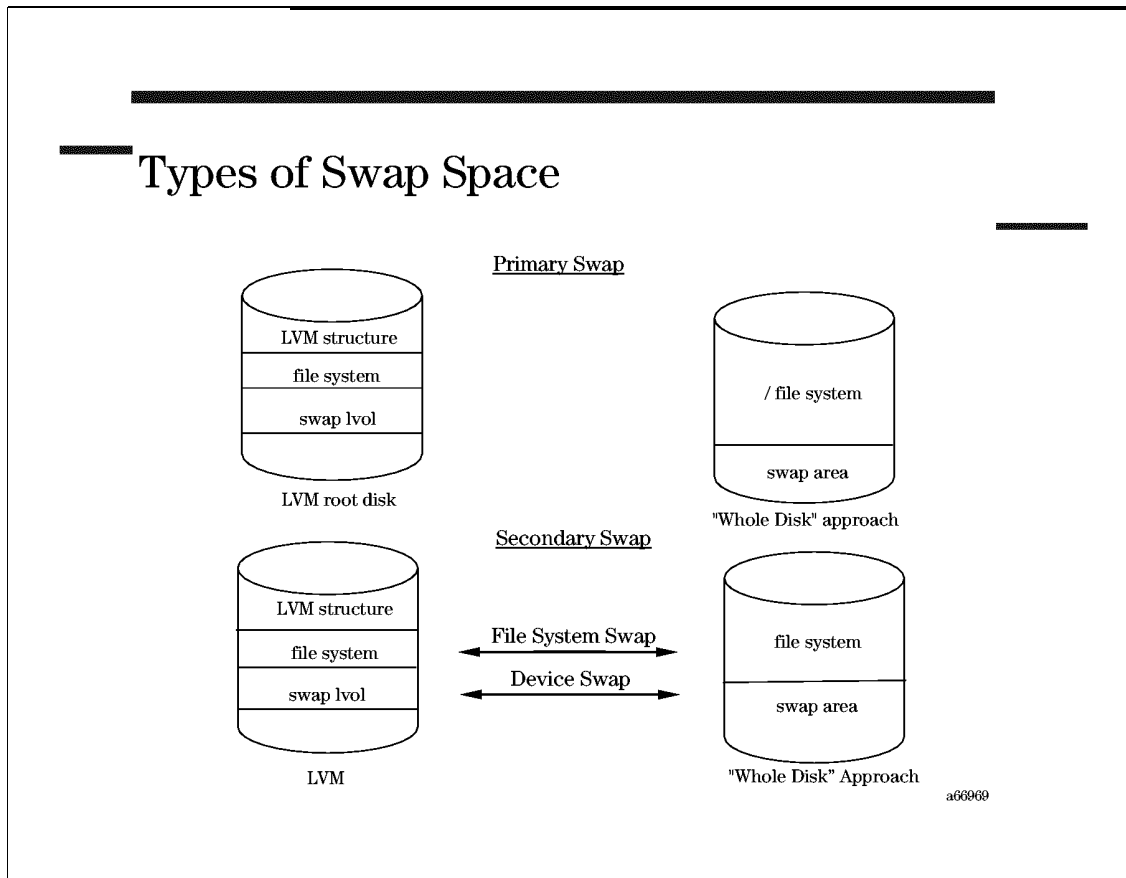 Types of Swap Space
Primary Swap
LVM structure
file system
swap lvol
LVM root disk
/ file system
swap area
"Whole Disk" approach
Secondary Swap
LVM structure
file system
swap lvol
LVM
File System Swap
Device Swap
file system
swap area
"Whole Disk" Approach
a66969